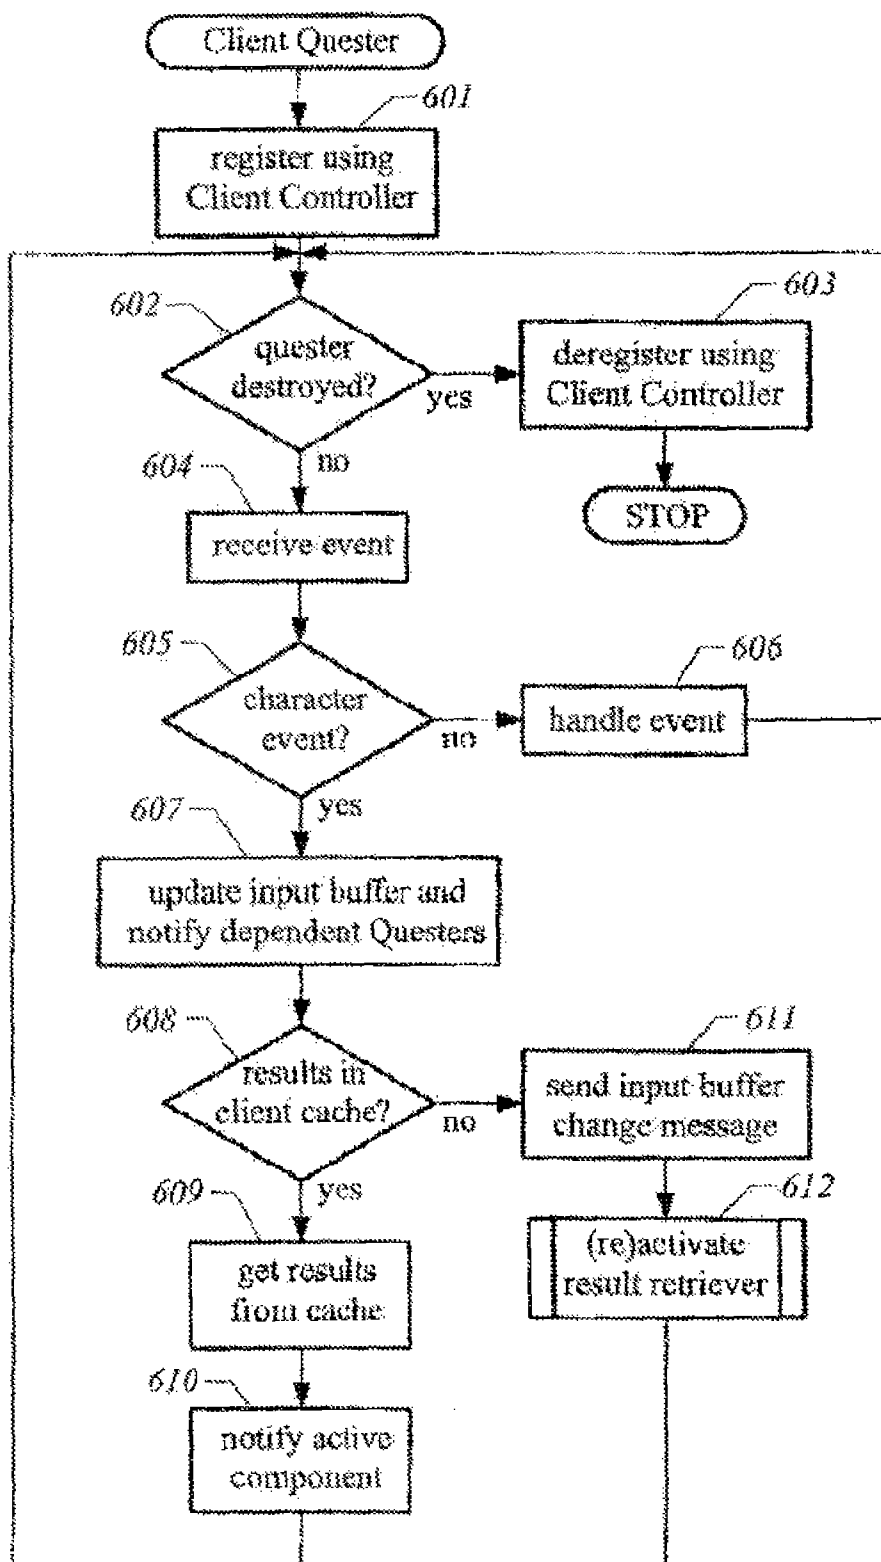 Client Quester
601
register using
Client Controller
602
quester
destroyed?
yes
no
603
deregister using
Client Controller
STOP
604
receive event
605
character
event?
no
yes
606
handle event
607
update input buffer and
notify dependent Questers
608
results in
client cache?
no
yes
611
send input buffer
change message
609
get results
from cache
612
(re)activate
result retriever
610
notify active
component